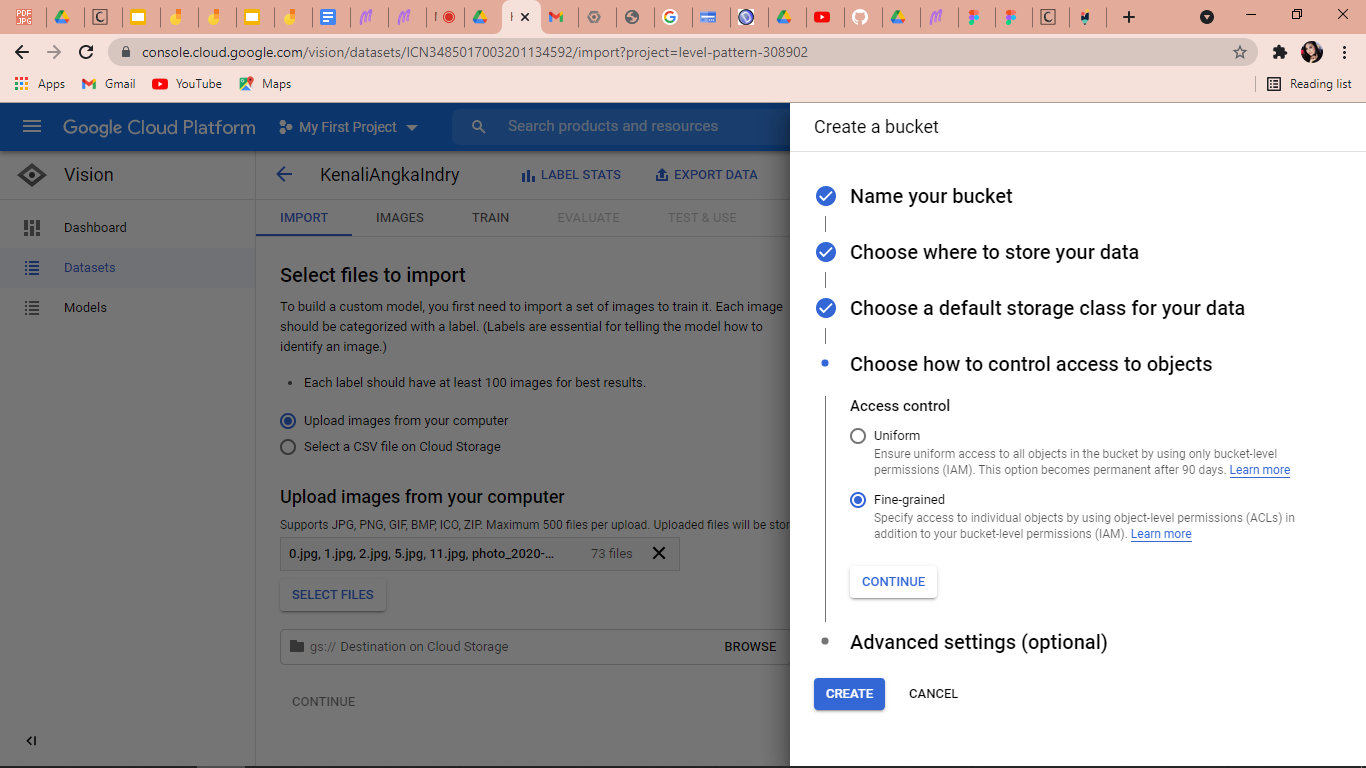 PDF
JPG
console.cloud.google.com/vision/datasets/ICN3485017003201134592/import?project=level-pattern-308902
Apps Gmail YouTube Maps Reading list
Google Cloud Platform My First Project Search products and resources
Vision
Dashboard
Datasets
Models
KenaliAngkaIndry LABEL STATS EXPORT DATA
IMPORT IMAGES TRAIN EVALUATE TEST & USE
Select files to import
To build a custom model, you first need to import a set of images to train it. Each image
should be categorized with a label. (Labels are essential for telling the model how to
identify an image.)
• Each label should have at least 100 images for best results.
Upload images from your computer
Select a CSV file on Cloud Storage
Upload images from your computer
Supports JPG, PNG, GIF, BMP, ICO, ZIP. Maximum 500 files per upload. Uploaded files will be stor
0.jpg, 1.jpg, 2.jpg, 5.jpg, 11.jpg, photo_2020-... 73 files
SELECT FILES
gs:// Destination on Cloud Storage BROWSE
CONTINUE
Create a bucket
Name your bucket
Choose where to store your data
Choose a default storage class for your data
Choose how to control access to objects
Access control
Uniform
Ensure uniform access to all objects in the bucket by using only bucket-level
permissions (IAM). This option becomes permanent after 90 days. Learn more
Fine-grained
Specify access to individual objects by using object-level permissions (ACLs) in
addition to your bucket-level permissions (IAM). Learn more
CONTINUE
Advanced settings (optional)
CREATE CANCEL